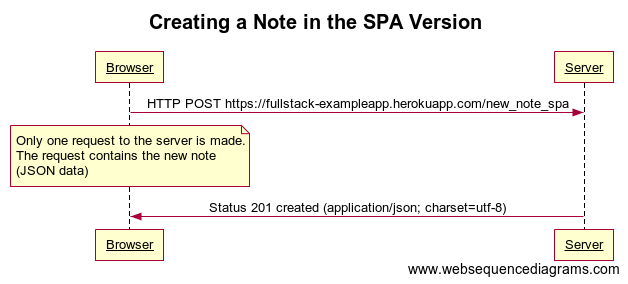 Creating a Note in the SPA Version
Browser
Server
HTTP POST https://fullstack-exampleapp.herokuapp.com/new_note_spa
Only one request to the server is made.
The request contains the new note
(JSON data)
Status 201 created (application/json; charset=utf-8)
Browser
Server
www.websequencediagrams.com